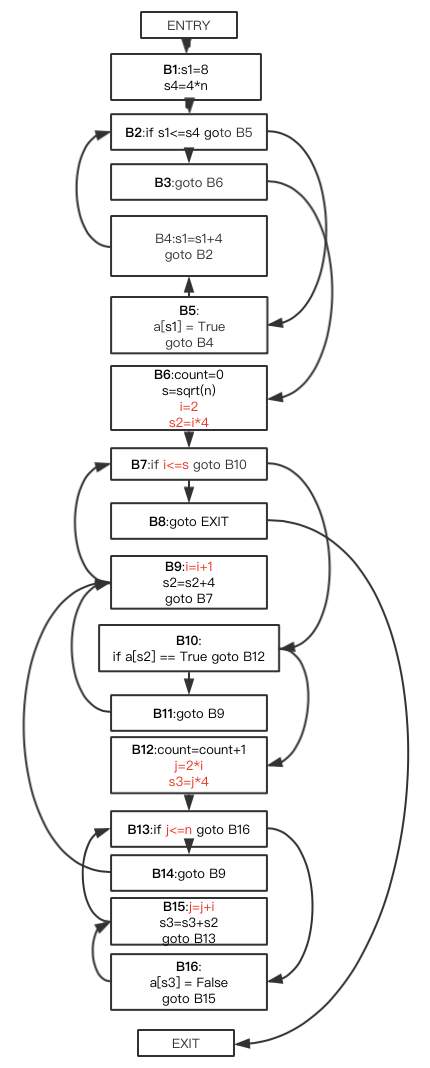 ENTRY
B1:s1=8
s4=4*n
B2:if s1<=s4 goto B5
B3:goto B6
B4:s1=s1+4
goto B2
B5:
a[s1] = True
goto B4
B6:count=0
s=sqrt(n)
i=2
s2=i*4
B7:if i<=s goto B10
B8:goto EXIT
B9:i=i+1
s2=s2+4
goto B7
B10:
if a[s2] == True goto B12
B11:goto B9
B12:count=count+1
j=2*i
s3=j*4
B13:if j<=n goto B16
B14:goto B9
B15:j=j+i
s3=s3+s2
goto B13
B16:
a[s3] = False
goto B15
EXIT